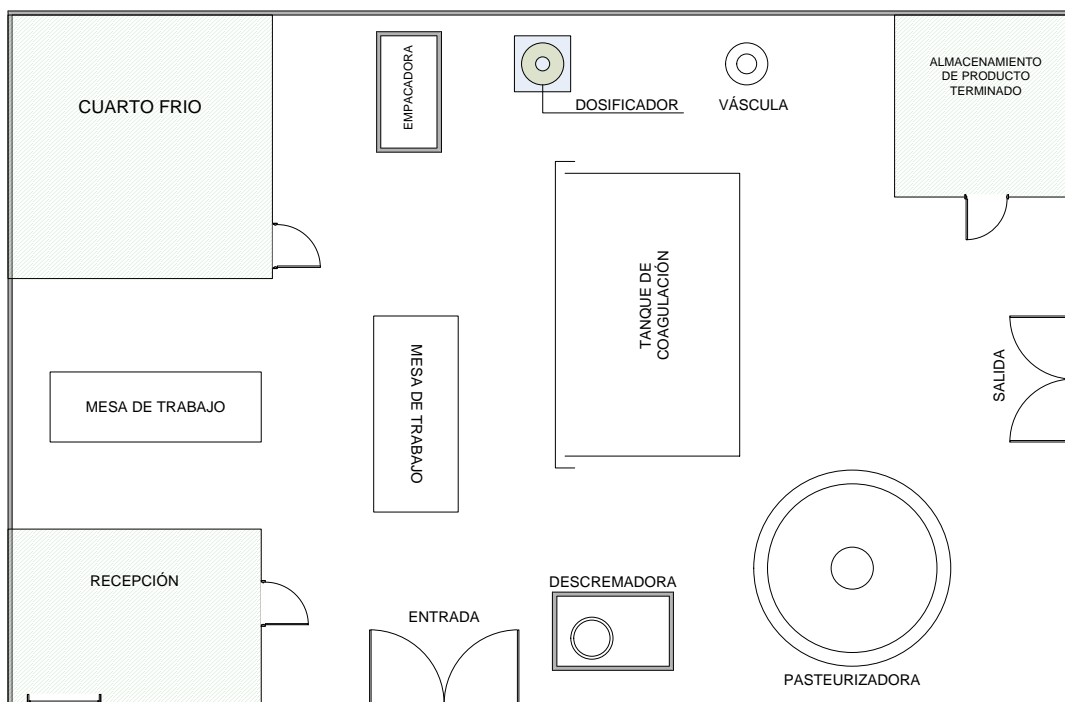 CUARTO FRIO
EMPACADORA
DOSIFICADOR
VÁSCULA
ALMACENAMIENTO
DE PRODUCTO
TERMINADO
TANQUE DE
COAGULACIÓN
MESA DE TRABAJO
MESA DE TRABAJO
SALIDA
RECEPCIÓN
ENTRADA
DESCREMADORA
PASTEURIZADORA